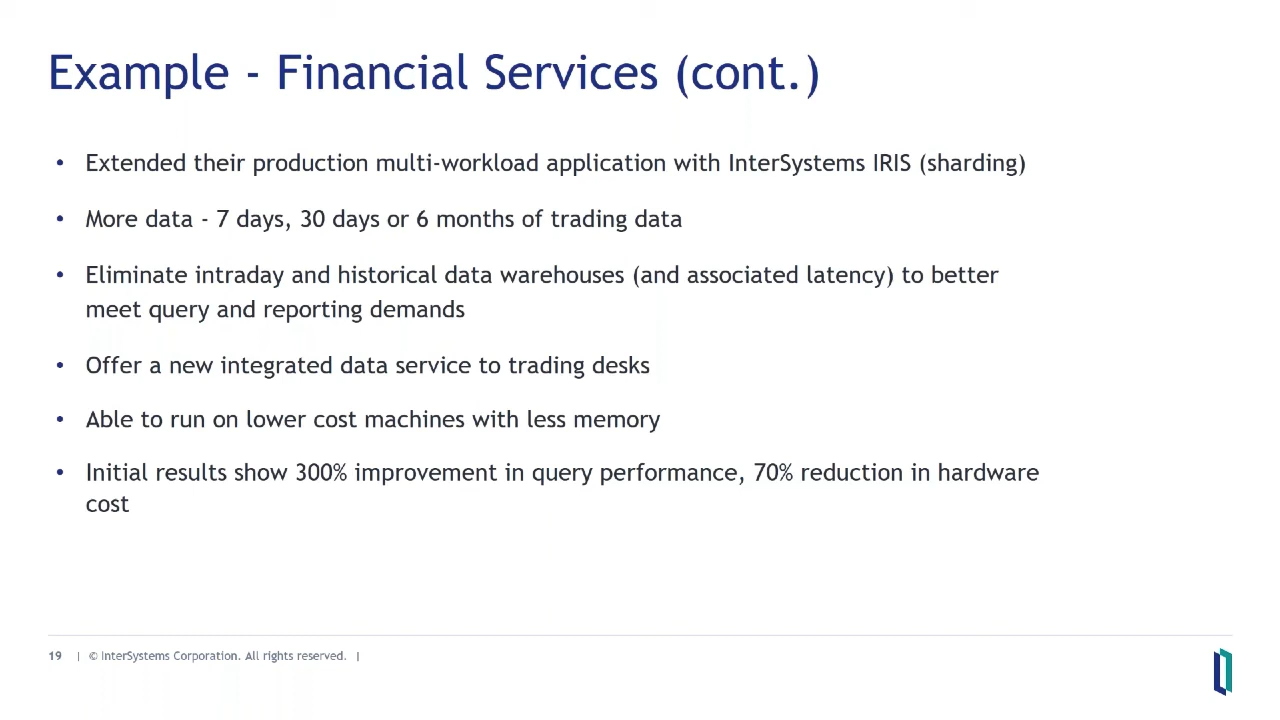 Example - Financial Services (cont.)
• Extended their production multi-workload application with InterSystems IRIS (sharding)
• More data - 7 days, 30 days or 6 months of trading data
• Eliminate intraday and historical data warehouses (and associated latency) to better
meet query and reporting demands
• Offer a new integrated data service to trading desks
• Able to run on lower cost machines with less memory
• Initial results show 300% improvement in query performance, 70% reduction in hardware
cost
19 | © InterSystems Corporation. All rights reserved. |